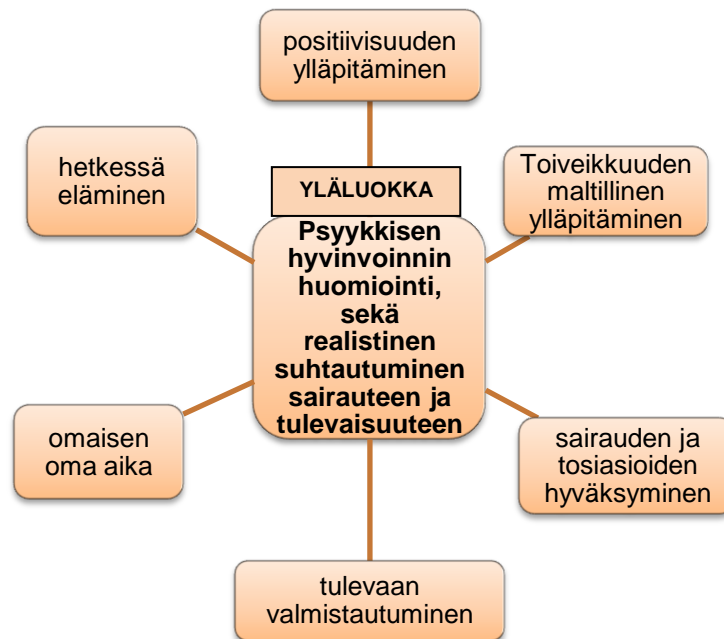 positiivisuuden
ylläpitäminen
hetkessä
eläminen
YLÄLUOKKA
Toiveikkuuden
maltillinen
ylläpitäminen
Psyykkisen
hyvinvoinnin
huomiointi,
sekä
realistinen
suhtautuminen
sairauteen ja
tulevaisuuteen
omaisen
oma aika
sairauden ja
tosiasioiden
hyväksyminen
tulevaan
valmistautuminen